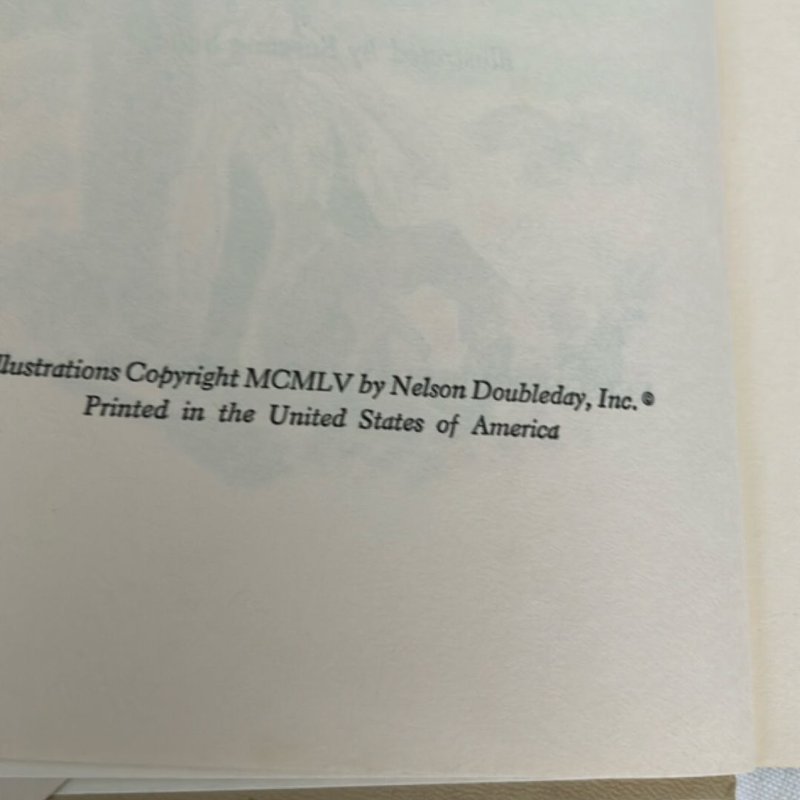 llustrations Copyright MCMLV by Nelson Doubleday, Inc. ©
Printed in the United States of America